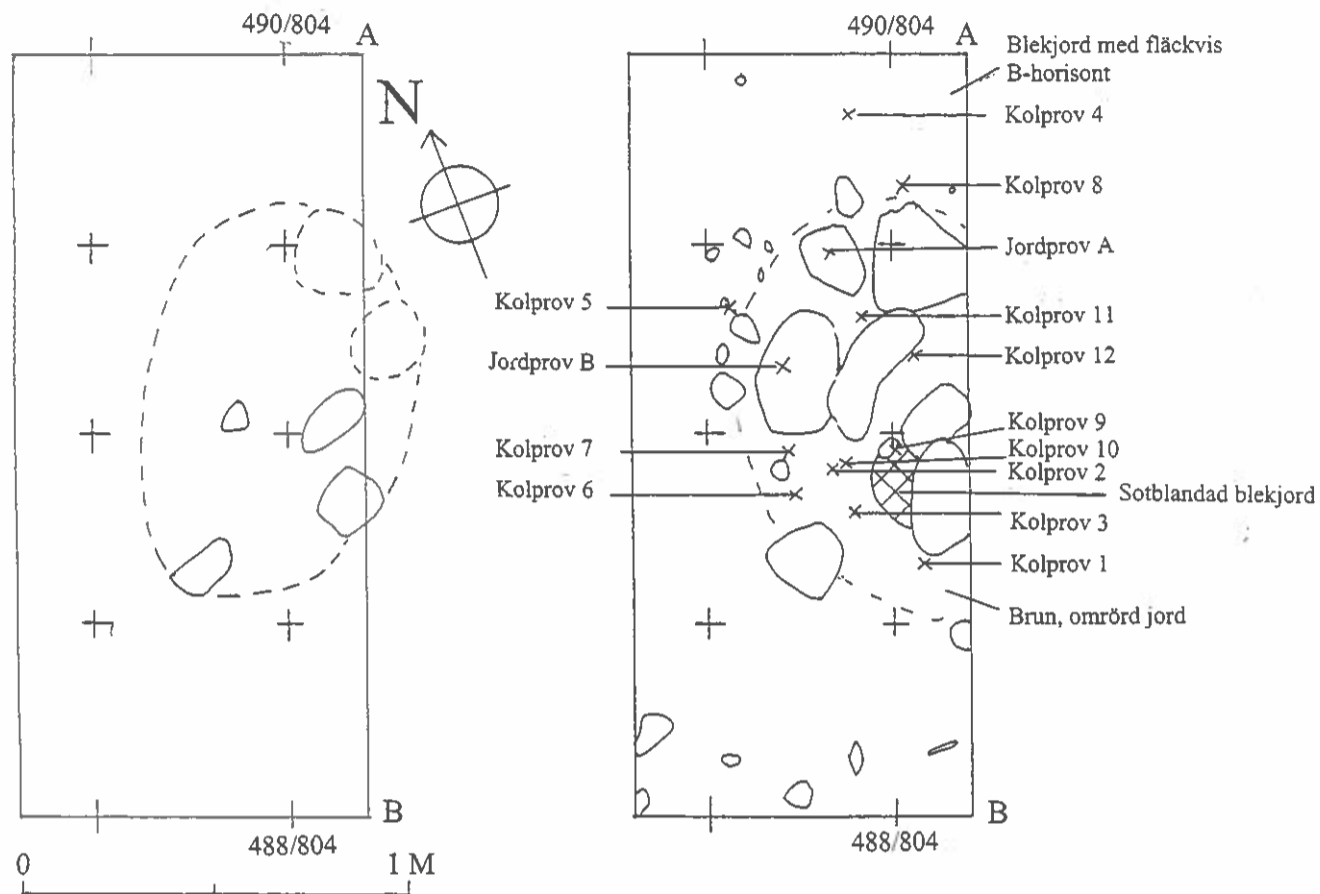 490/804
A
N
B
488/804
0
1 M
490/804
A
Blekjord med fläckvis
B-horisont
Kolprov 4
Kolprov 8
Jordprov A
Kolprov 5
Kolprov 11
Jordprov B
Kolprov 12
Kolprov 9
Kolprov 7
Kolprov 10
Kolprov 2
Kolprov 6
Sotblandad blekjord
Kolprov 3
Kolprov 1
Brun, omrörd jord
B
488/804